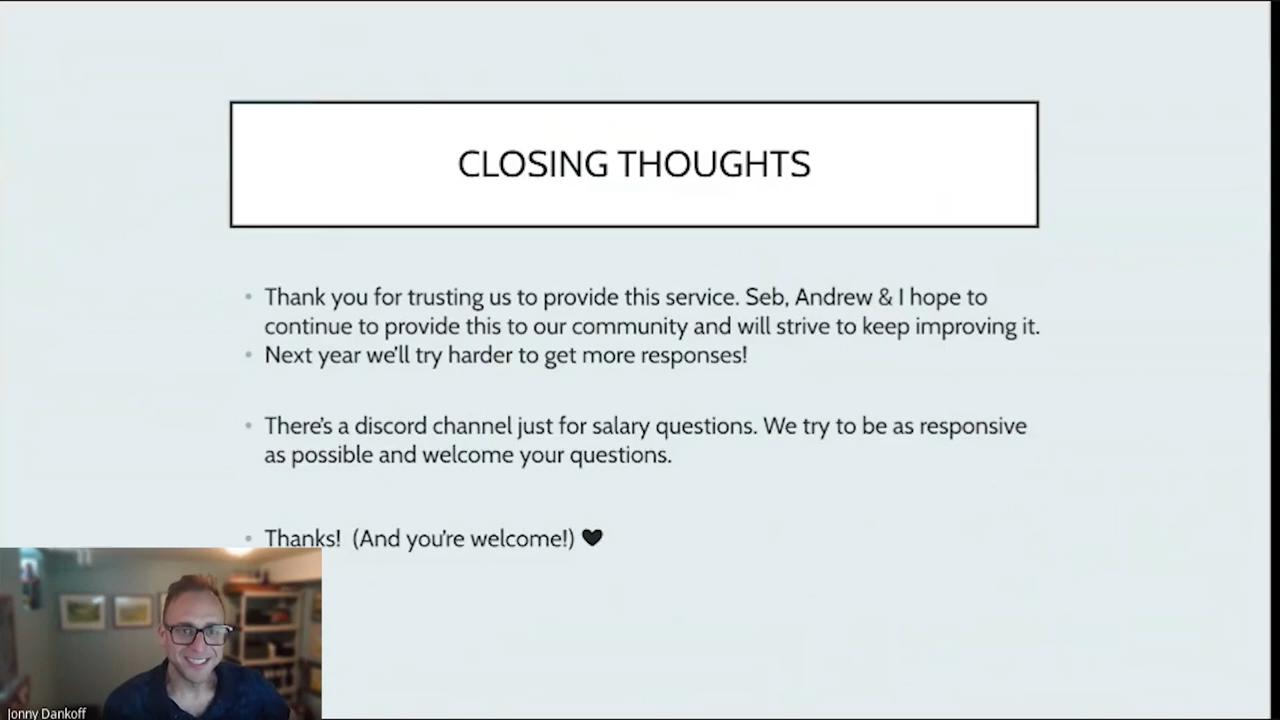 CLOSING THOUGHTS
• Thank you for trusting us to provide this service. Seb, Andrew & I hope to
continue to provide this to our community and will strive to keep improving it.
• Next year we'll try harder to get more responses!
• There's a discord channel just for salary questions. We try to be as responsive
as possible and welcome your questions.
• Thanks!  (And you're welcome!) 🖤
Jonny Dankoff